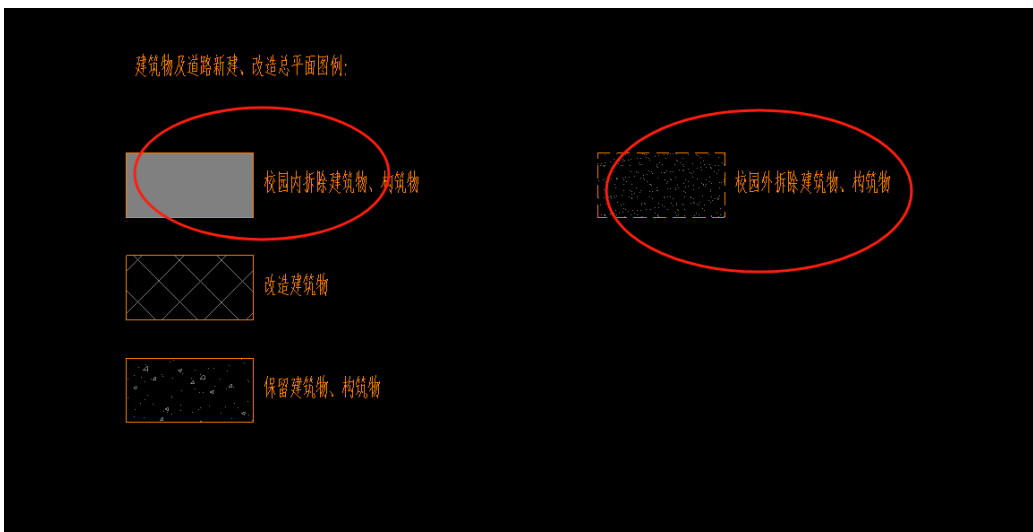 建筑物及道路新建、改造总平面图例:
校园内拆除建筑物、构筑物
校园外拆除建筑物、构筑物
改造建筑物
保留建筑物、构筑物